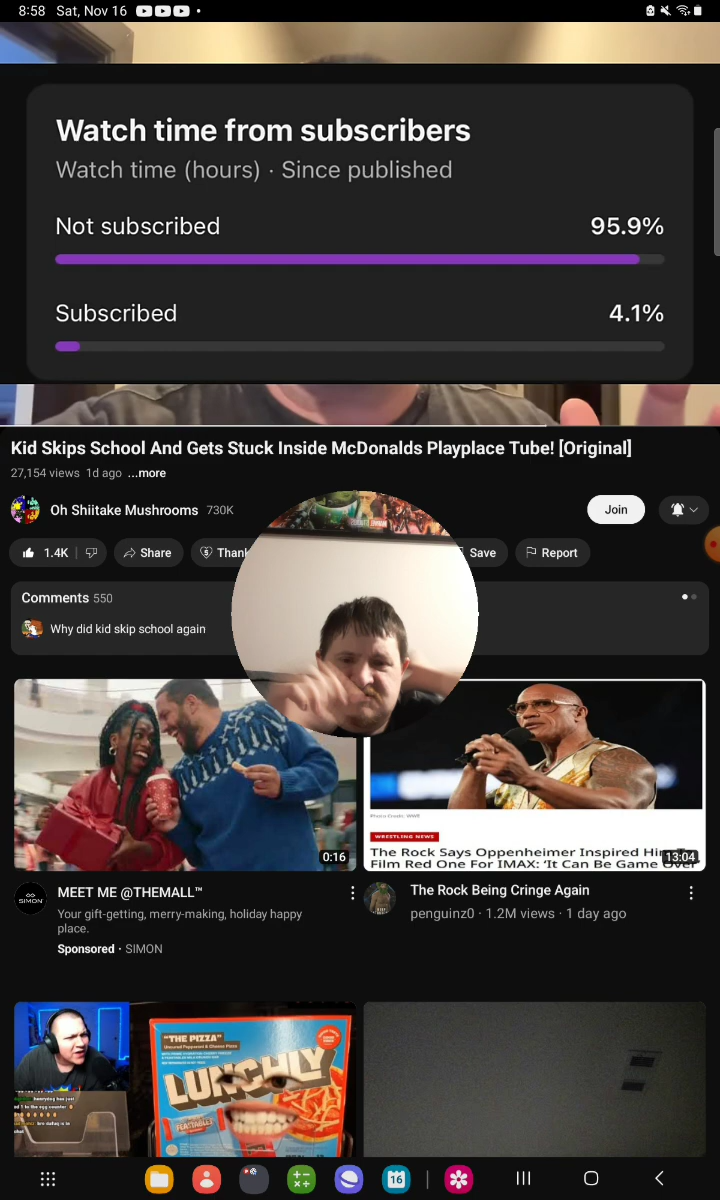 8:58 Sat, Nov 16
Watch time from subscribers
Watch time (hours) · Since published
Not subscribed 95.9%
Subscribed 4.1%
Kid Skips School And Gets Stuck Inside McDonalds Playplace Tube! [Original]
27,154 views 1d ago ...more
Oh Shiitake Mushrooms 730K
Join
1.4K Share Thank Save Report
Comments 550
Why did kid skip school again
0:16
WRESTLING NEWS
The Rock Says Oppenheimer Inspired
Film Red One For IMAX: 'It Can Be Game Over'
13:04
MEET ME @THEMALL™
Your gift-getting, merry-making, holiday happy
place.
Sponsored · SIMON
SIMON
The Rock Being Cringe Again
penguinz0 · 1.2M views · 1 day ago
"THE PIZZA"
LUNCHLY
FEASTABLES
16